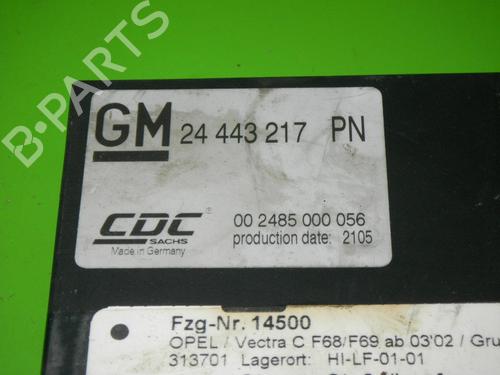 B-PARTS
GM 24 443 217 PN
CDC ® 00 2485 000 056
SACHS production date: 2105
Made in Germany
Fzg-Nr. 14500
OPEL / Vectra C F68/F69 ab 03'02 / Gru
313701 Lagerort: HI-LF-01-01